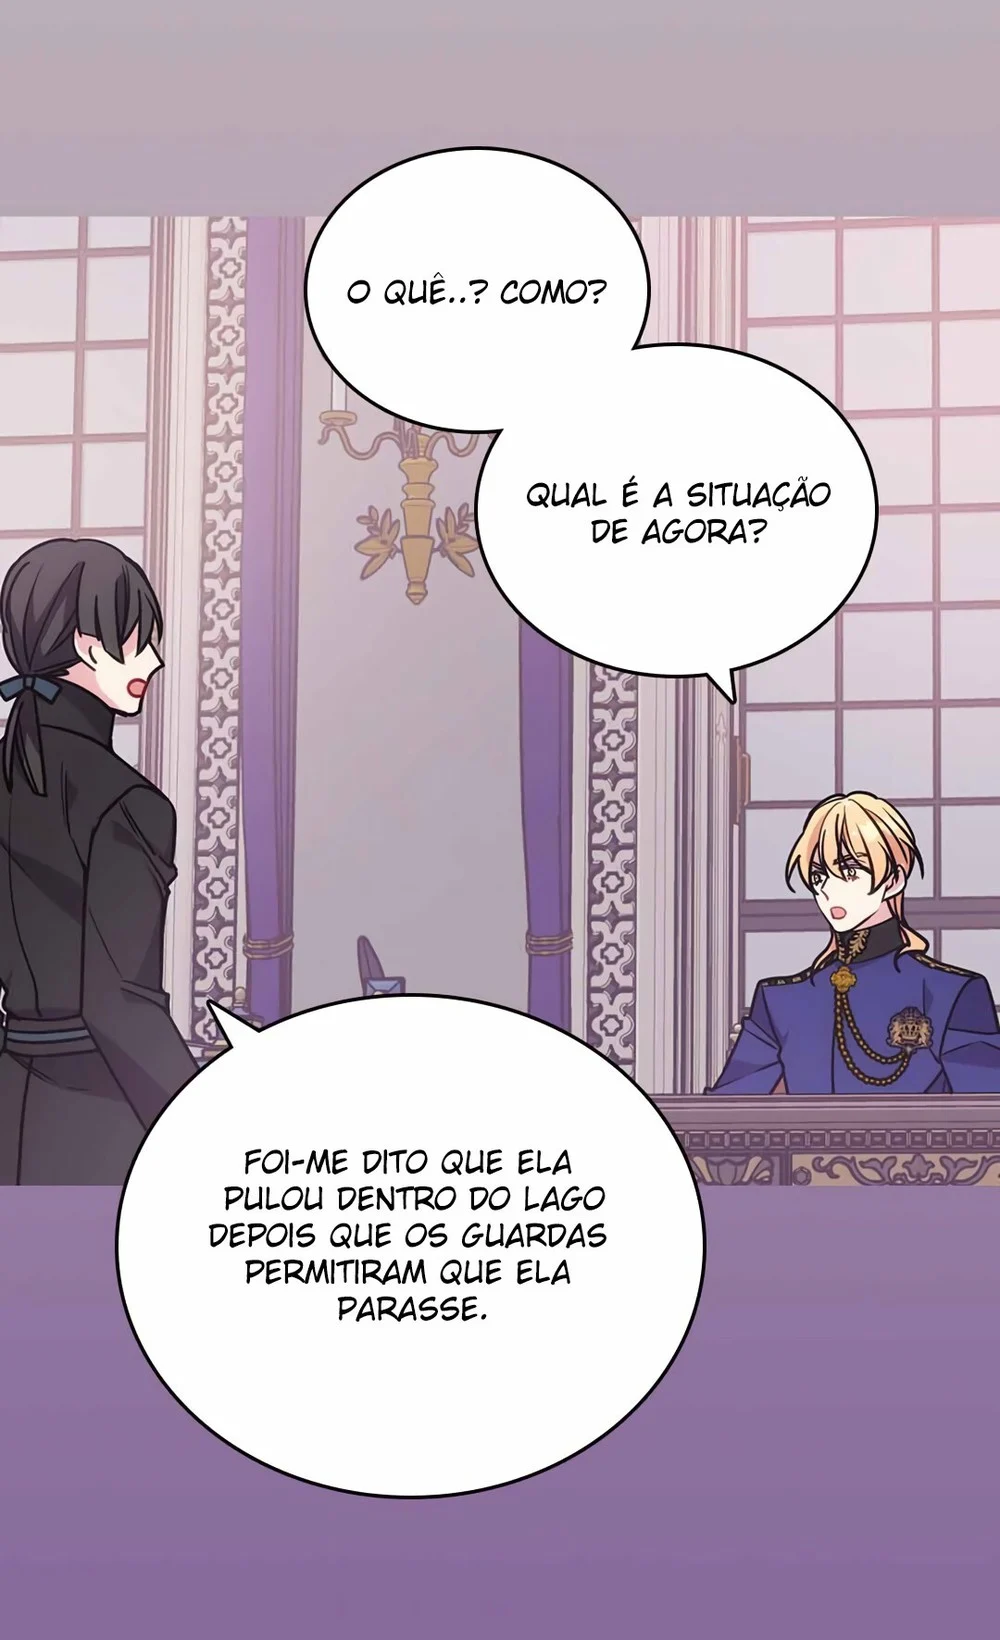 O QUÊ..? COMO?
QUAL É A SITUAÇÃO
DE AGORA?
FOI-ME DITO QUE ELA
PULOU DENTRO DO LAGO
DEPOIS QUE OS GUARDAS
PERMITIRAM QUE ELA
PARASSE.